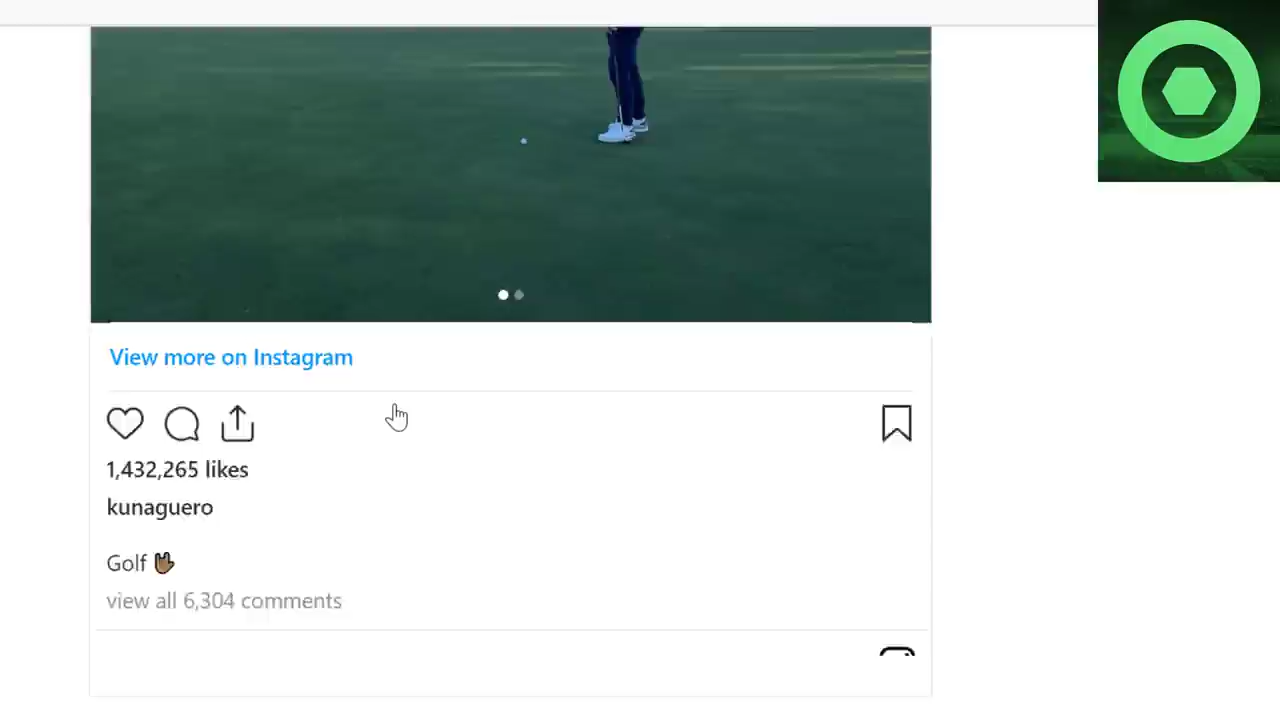 View more on Instagram
1,432,265 likes
kunaguero
Golf 🖖🏾
view all 6,304 comments